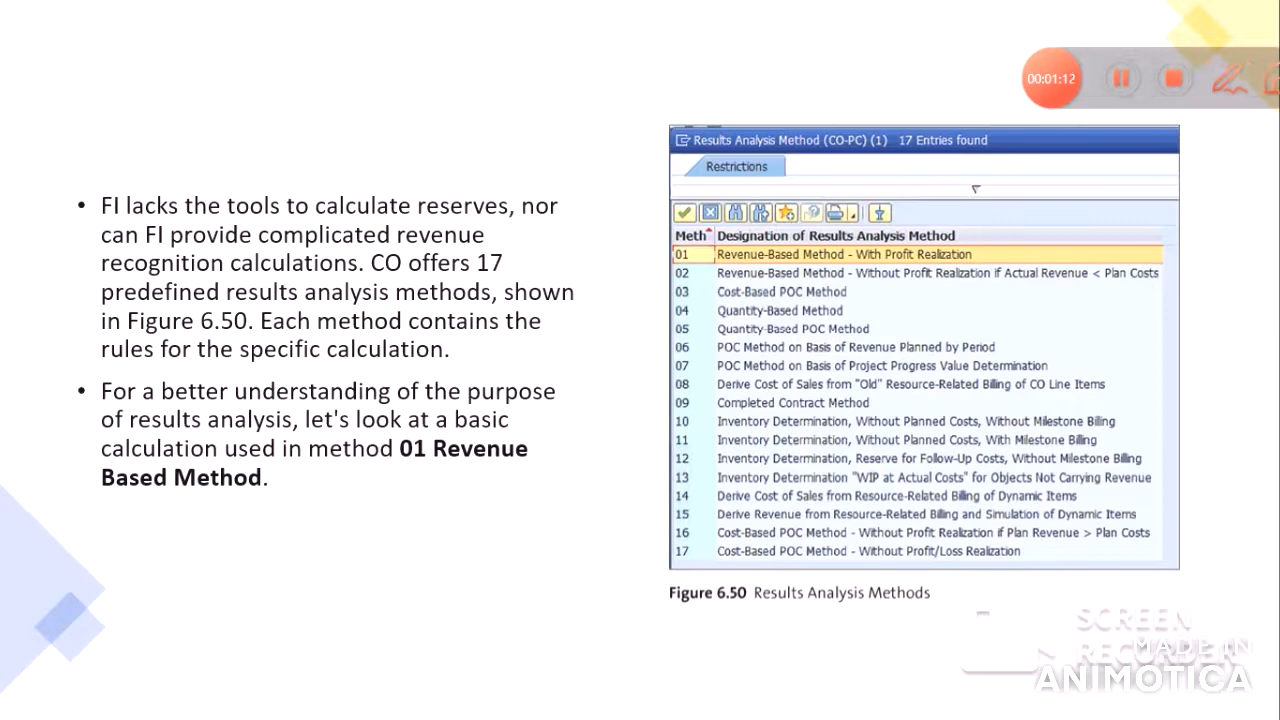 00:01:12
• FI lacks the tools to calculate reserves, nor
can FI provide complicated revenue
recognition calculations. CO offers 17
predefined results analysis methods, shown
in Figure 6.50. Each method contains the
rules for the specific calculation.
• For a better understanding of the purpose
of results analysis, let's look at a basic
calculation used in method 01 Revenue
Based Method.
Results Analysis Method (CO-PC) (1) 17 Entries found
Restrictions
Meth Designation of Results Analysis Method
01 Revenue-Based Method - With Profit Realization
02 Revenue-Based Method - Without Profit Realization if Actual Revenue < Plan Costs
03 Cost-Based POC Method
04 Quantity-Based Method
05 Quantity-Based POC Method
06 POC Method on Basis of Revenue Planned by Period
07 POC Method on Basis of Project Progress Value Determination
08 Derive Cost of Sales from "Old" Resource-Related Billing of CO Line Items
09 Completed Contract Method
10 Inventory Determination, Without Planned Costs, Without Milestone Billing
11 Inventory Determination, Without Planned Costs, With Milestone Billing
12 Inventory Determination, Reserve for Follow-Up Costs, Without Milestone Billing
13 Inventory Determination "WIP at Actual Costs" for Objects Not Carrying Revenue
14 Derive Cost of Sales from Resource-Related Billing of Dynamic Items
15 Derive Revenue from Resource-Related Billing and Simulation of Dynamic Items
16 Cost-Based POC Method - Without Profit Realization if Plan Revenue > Plan Costs
17 Cost-Based POC Method - Without Profit/Loss Realization
Figure 6.50 Results Analysis Methods
SCREEN
RECORDER
MADE IN
ANIMOTICA